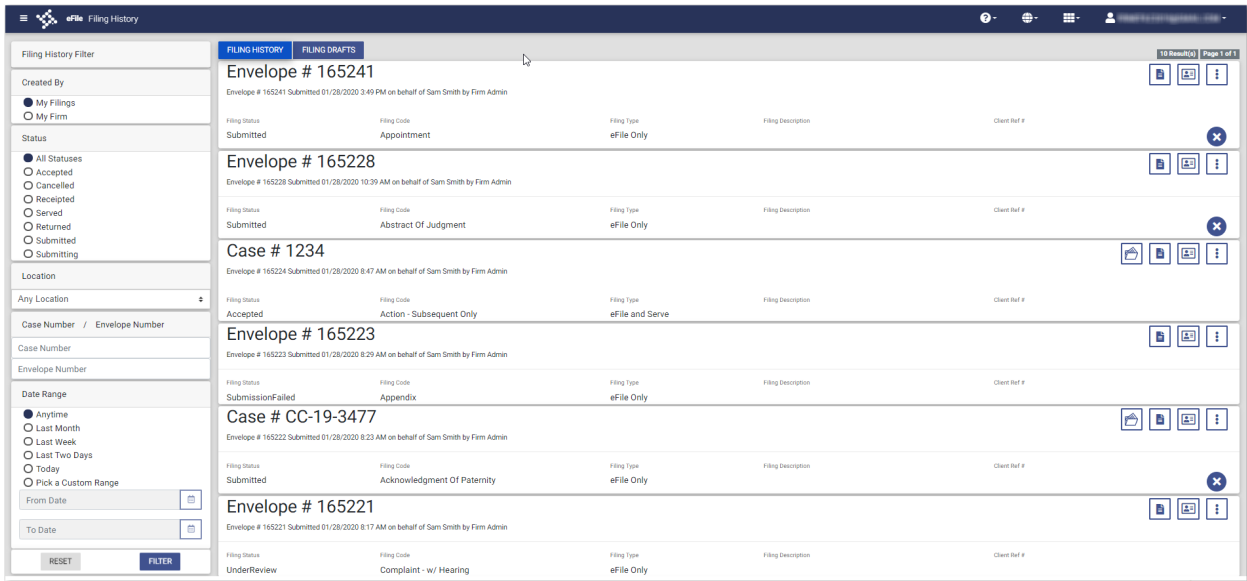 eFile Filing History
Filing History Filter
Created By
My Filings
My Firm
Status
All Statuses
Accepted
Cancelled
Receipted
Served
Returned
Submitted
Submitting
Location
Any Location
Case Number / Envelope Number
Case Number
Envelope Number
Date Range
Anytime
Last Month
Last Week
Last Two Days
Today
Pick a Custom Range
From Date
To Date
RESET FILTER
FILING HISTORY FILING DRAFTS
10 Result(s) Page 1 of 1
Envelope # 165241
Envelope # 165241 Submitted 01/28/2020 3:49 PM on behalf of Sam Smith by Firm Admin
Filing Status Filing Code Filing Type Filing Description Client Ref #
Submitted Appointment eFile Only
Envelope # 165228
Envelope # 165228 Submitted 01/28/2020 10:39 AM on behalf of Sam Smith by Firm Admin
Filing Status Filing Code Filing Type Filing Description Client Ref #
Submitted Abstract Of Judgment eFile Only
Case # 1234
Envelope # 165224 Submitted 01/28/2020 8:47 AM on behalf of Sam Smith by Firm Admin
Filing Status Filing Code Filing Type Filing Description Client Ref #
Accepted Action - Subsequent Only eFile and Serve
Envelope # 165223
Envelope # 165223 Submitted 01/28/2020 8:29 AM on behalf of Sam Smith by Firm Admin
Filing Status Filing Code Filing Type Filing Description Client Ref #
SubmissionFailed Appendix eFile Only
Case # CC-19-3477
Envelope # 165222 Submitted 01/28/2020 8:23 AM on behalf of Sam Smith by Firm Admin
Filing Status Filing Code Filing Type Filing Description Client Ref #
Submitted Acknowledgment Of Paternity eFile Only
Envelope # 165221
Envelope # 165221 Submitted 01/28/2020 8:17 AM on behalf of Sam Smith by Firm Admin
Filing Status Filing Code Filing Type Filing Description Client Ref #
UnderReview Complaint - w/ Hearing eFile Only